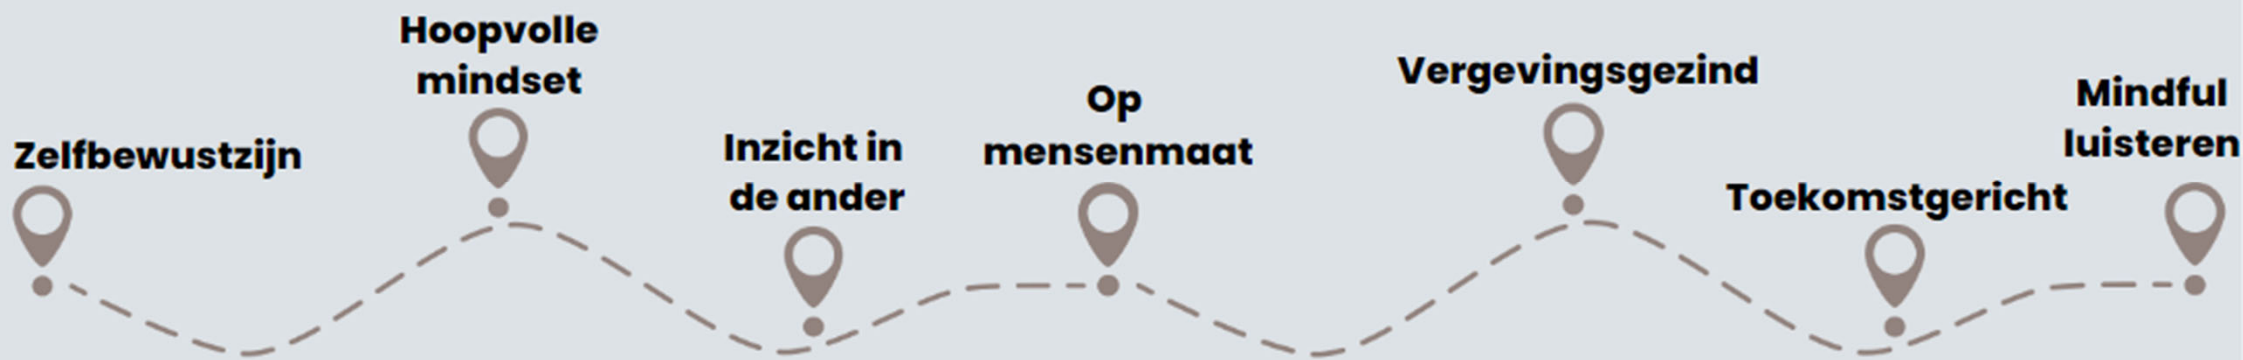 Zelfbewustzijn
Hoopvolle
mindset
Inzicht in
de ander
Op
mensenmaat
Vergevingsgezind
Toekomstgericht
Mindful
luisteren